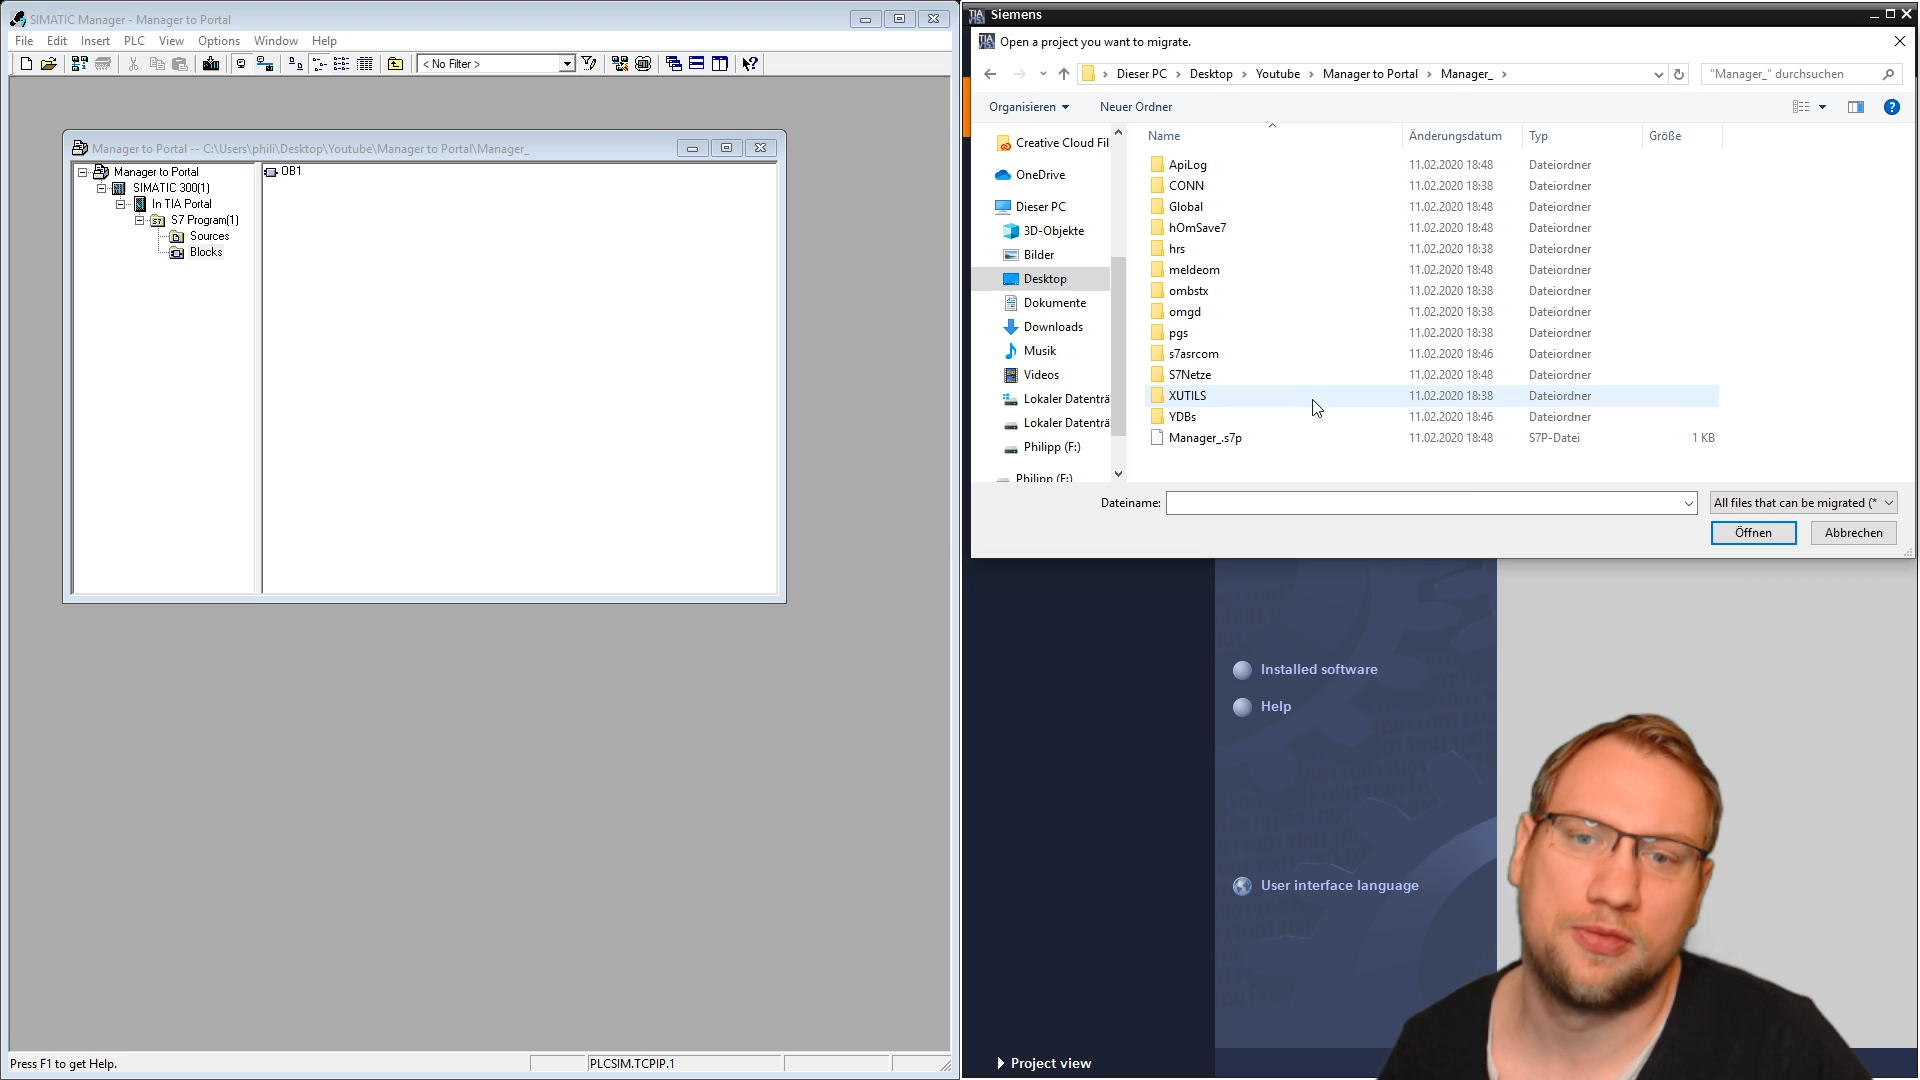 SIMATIC Manager - Manager to Portal
File Edit Insert PLC View Options Window Help
< No Filter >
Manager to Portal -- C:\Users\phili\Desktop\Youtube\Manager to Portal\Manager_
Manager to Portal
SIMATIC 300(1)
In TIA Portal
S7 Program(1)
Sources
Blocks
OB1
Press F1 to get Help.
PLCSIM.TCPIP.1
Siemens
Open a project you want to migrate.
Dieser PC > Desktop > Youtube > Manager to Portal > Manager_ >
"Manager_" durchsuchen
Organisieren Neuer Ordner
Creative Cloud Fil
OneDrive
Dieser PC
3D-Objekte
Bilder
Desktop
Dokumente
Downloads
Musik
Videos
Lokaler Datenträ
Lokaler Datenträ
Philipp (F:)
Philipp (F:)
Name Änderungsdatum Typ Größe
ApiLog 11.02.2020 18:48 Dateiordner
CONN 11.02.2020 18:38 Dateiordner
Global 11.02.2020 18:48 Dateiordner
hOmSave7 11.02.2020 18:48 Dateiordner
hrs 11.02.2020 18:38 Dateiordner
meldeom 11.02.2020 18:48 Dateiordner
ombstx 11.02.2020 18:38 Dateiordner
omgd 11.02.2020 18:38 Dateiordner
pgs 11.02.2020 18:38 Dateiordner
s7asrcom 11.02.2020 18:46 Dateiordner
S7Netze 11.02.2020 18:48 Dateiordner
XUTILS 11.02.2020 18:38 Dateiordner
YDBs 11.02.2020 18:46 Dateiordner
Manager_.s7p 11.02.2020 18:48 S7P-Datei 1 KB
Dateiname:
All files that can be migrated (*
Öffnen Abbrechen
Installed software
Help
User interface language
Project view